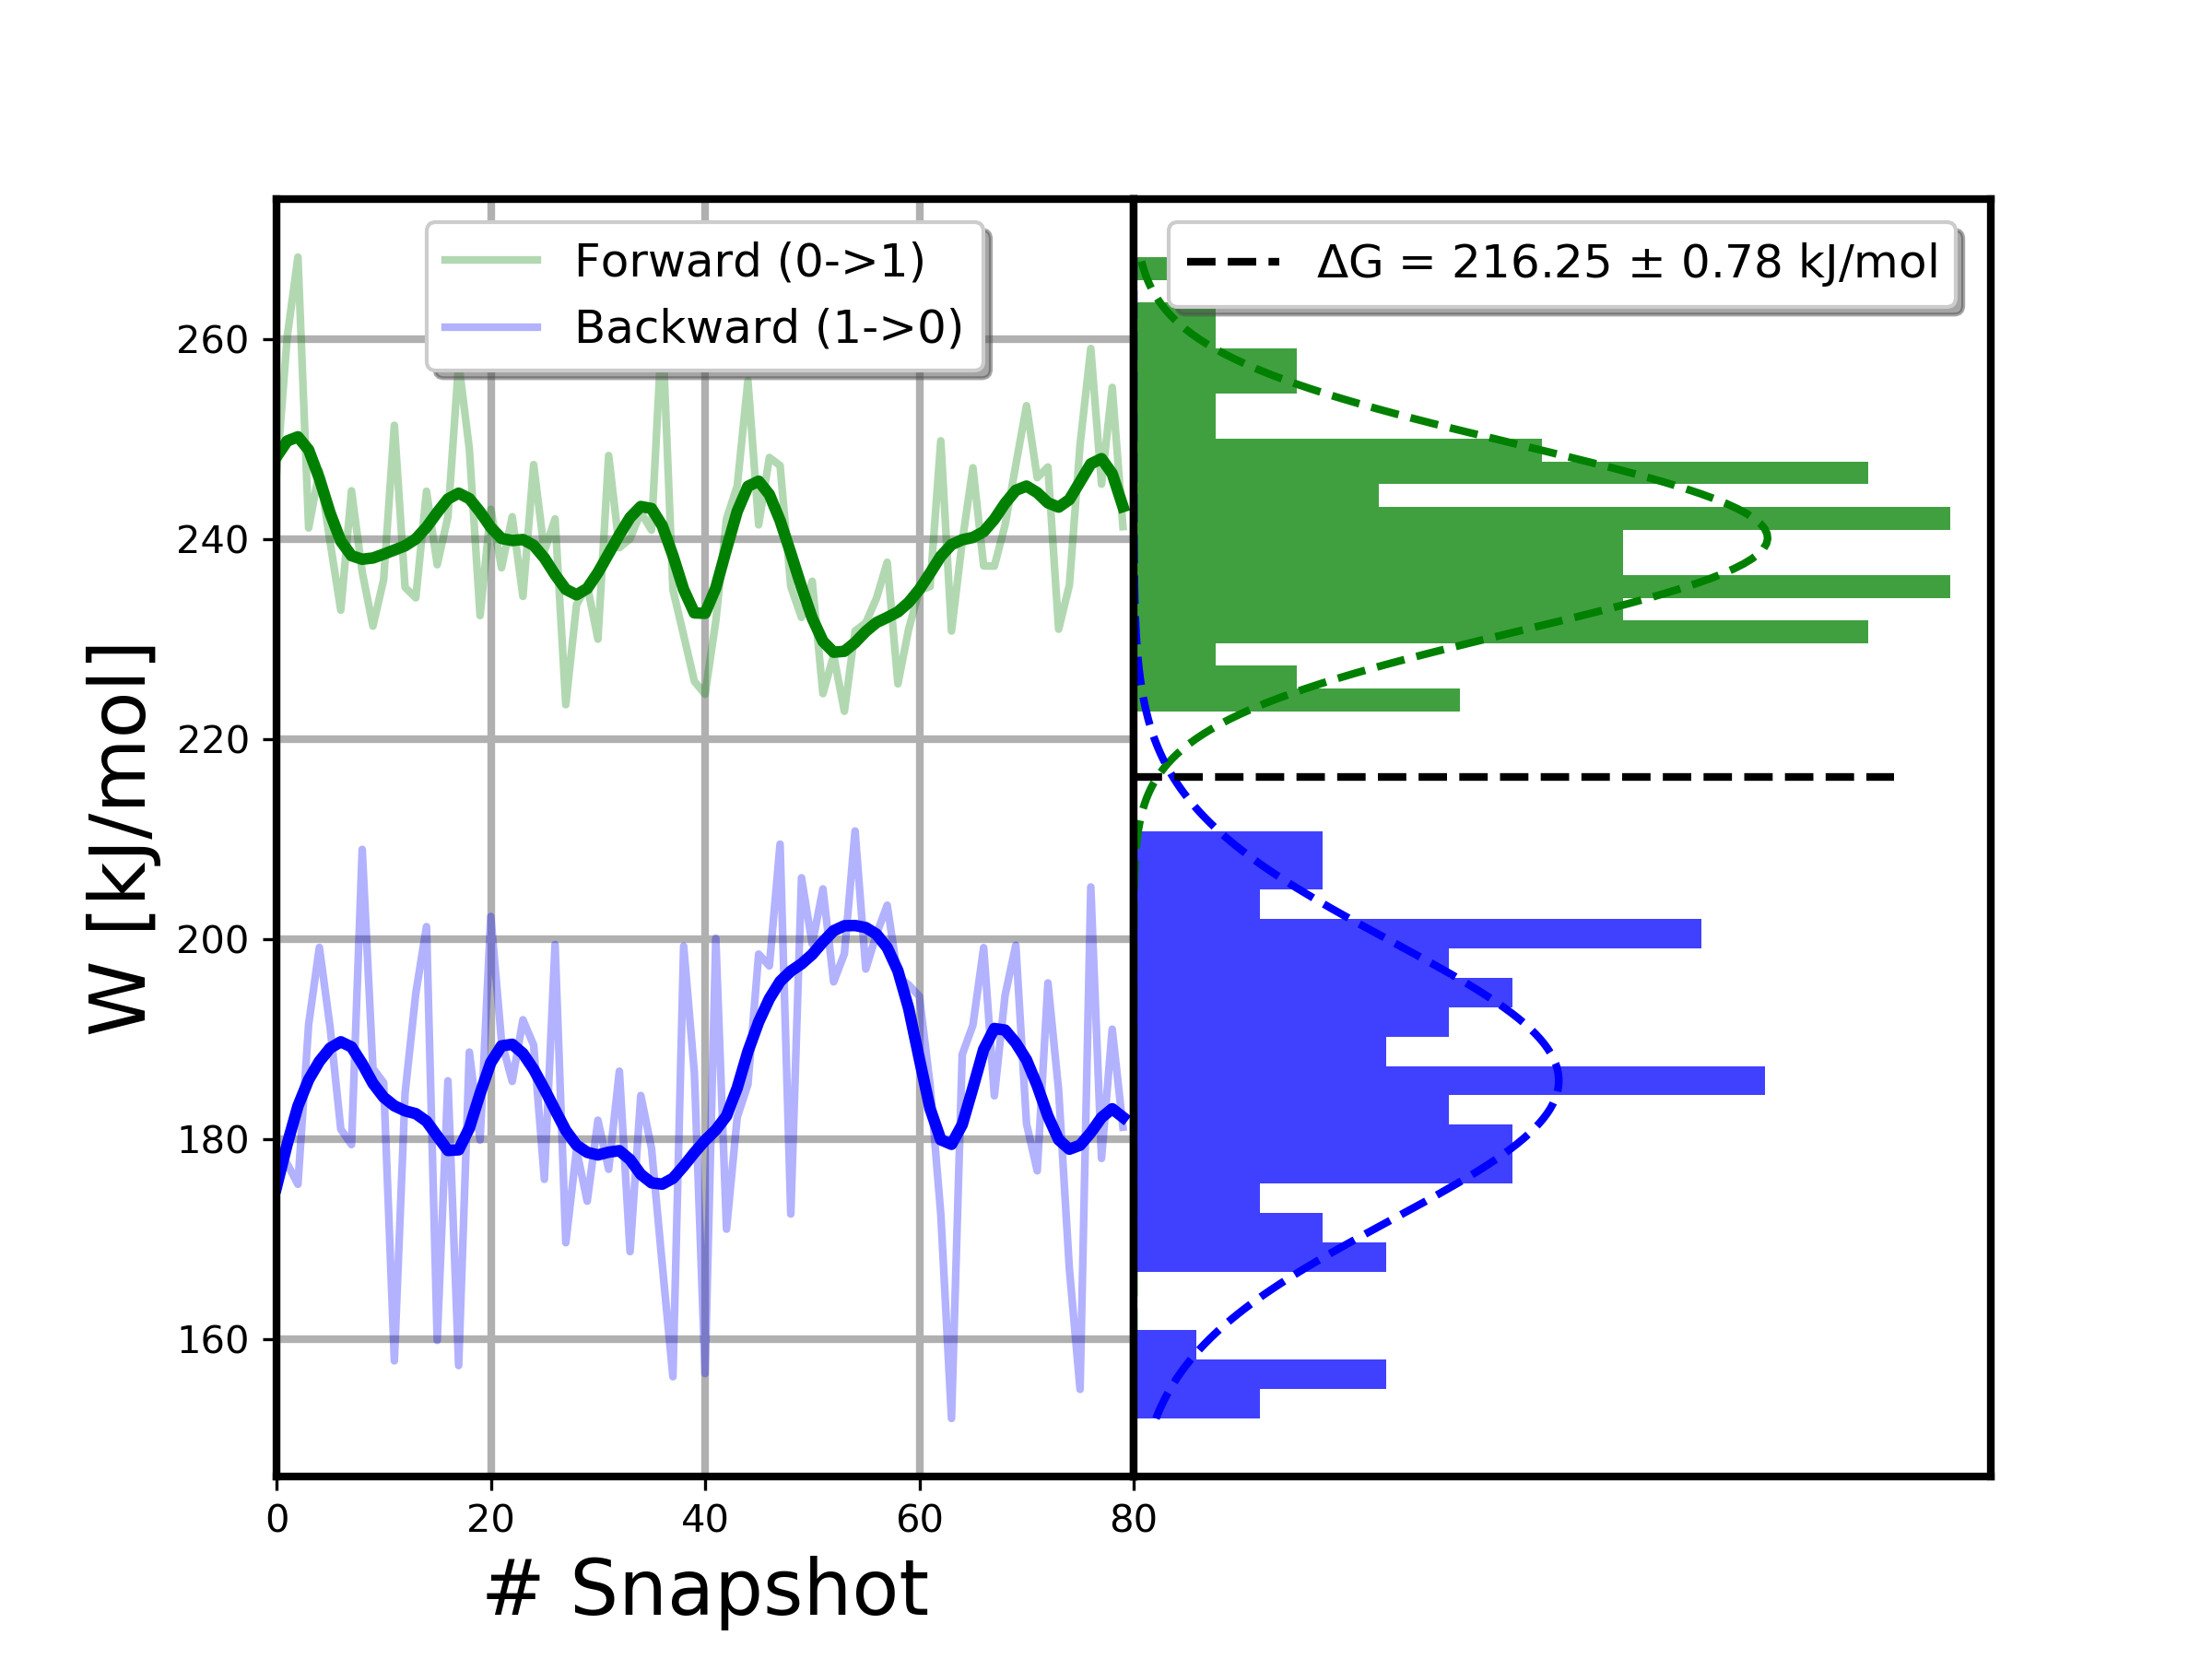 Forward (0->1)
Backward (1->0)
ΔG = 216.25 ± 0.78 kJ/mol
W [kJ/mol]
260
240
220
200
180
160
0 20 40 60 80
# Snapshot